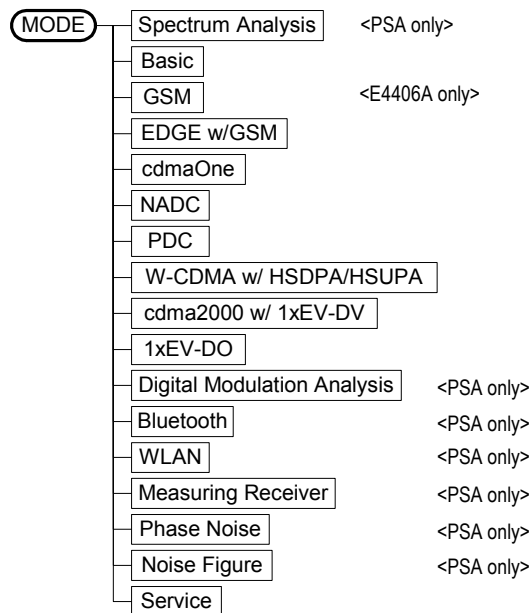 MODE
Spectrum Analysis <PSA only>
Basic
GSM <E4406A only>
EDGE w/GSM
cdmaOne
NADC
PDC
W-CDMA w/ HSDPA/HSUPA
cdma2000 w/ 1xEV-DV
1xEV-DO
Digital Modulation Analysis <PSA only>
Bluetooth <PSA only>
WLAN <PSA only>
Measuring Receiver <PSA only>
Phase Noise <PSA only>
Noise Figure <PSA only>
Service